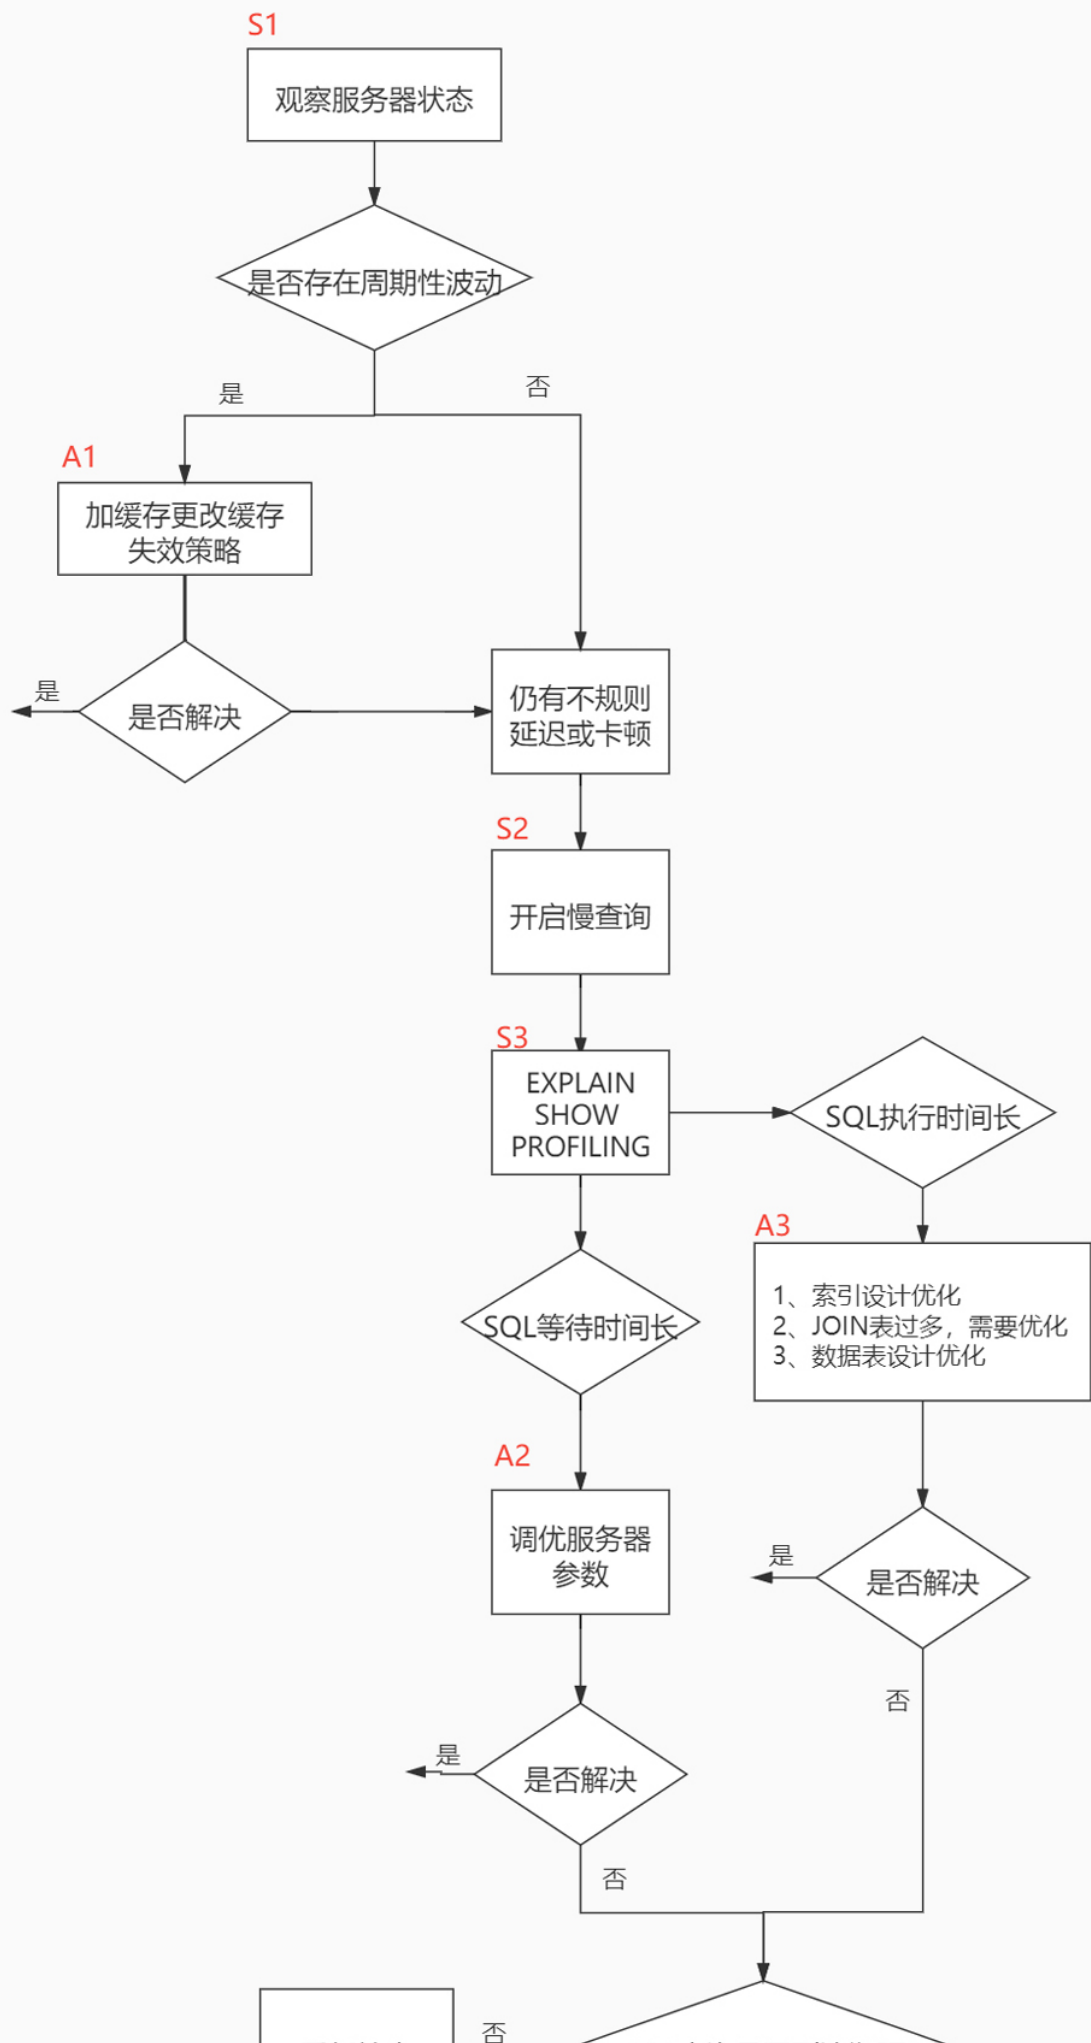 S1
观察服务器状态
是否存在周期性波动
是
否
A1
加缓存更改缓存
失效策略
是
是否解决
仍有不规则
延迟或卡顿
S2
开启慢查询
S3
EXPLAIN
SHOW
PROFILING
SQL执行时间长
A3
1、索引设计优化
2、JOIN表过多，需要优化
3、数据表设计优化
SQL等待时间长
A2
调优服务器
参数
是
是否解决
否
是
是否解决
否
否